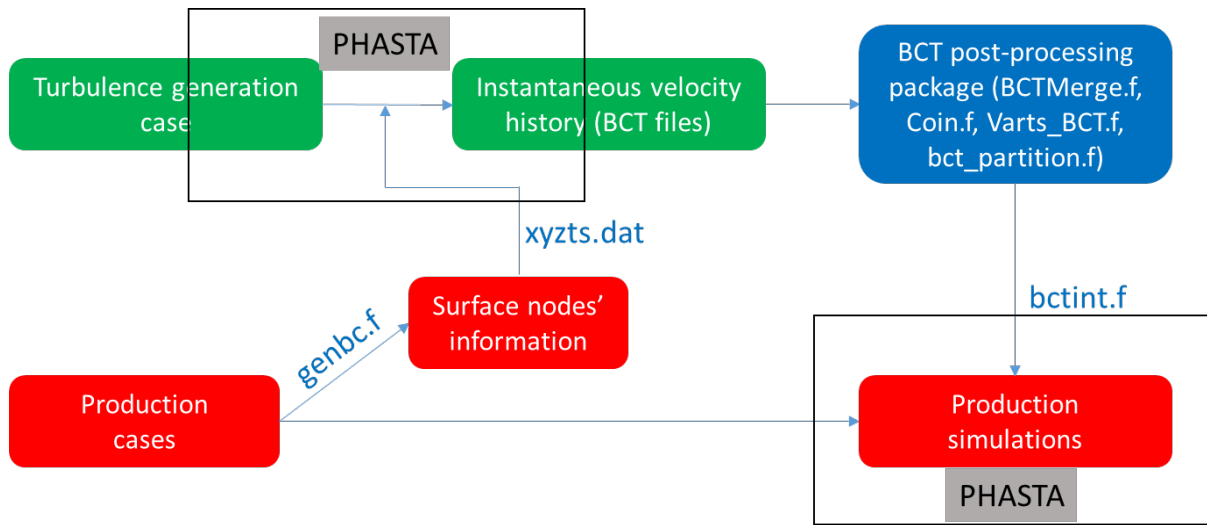 PHASTA
Turbulence generation
case
Instantaneous velocity
history (BCT files)
BCT post-processing
package (BCTMerge.f,
Coin.f, Varts_BCT.f,
bct_partition.f)
xyzts.dat
Surface nodes’
information
genbc.f
bctint.f
Production
cases
Production
simulations
PHASTA